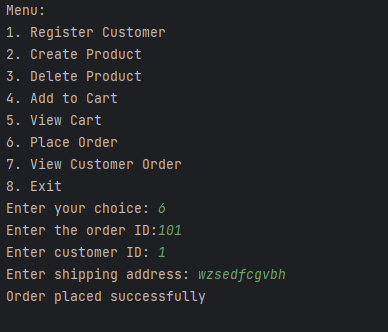 Menu:
1. Register Customer
2. Create Product
3. Delete Product
4. Add to Cart
5. View Cart
6. Place Order
7. View Customer Order
8. Exit
Enter your choice: 6
Enter the order ID:101
Enter customer ID: 1
Enter shipping address: wzsedfcgvbh
Order placed successfully